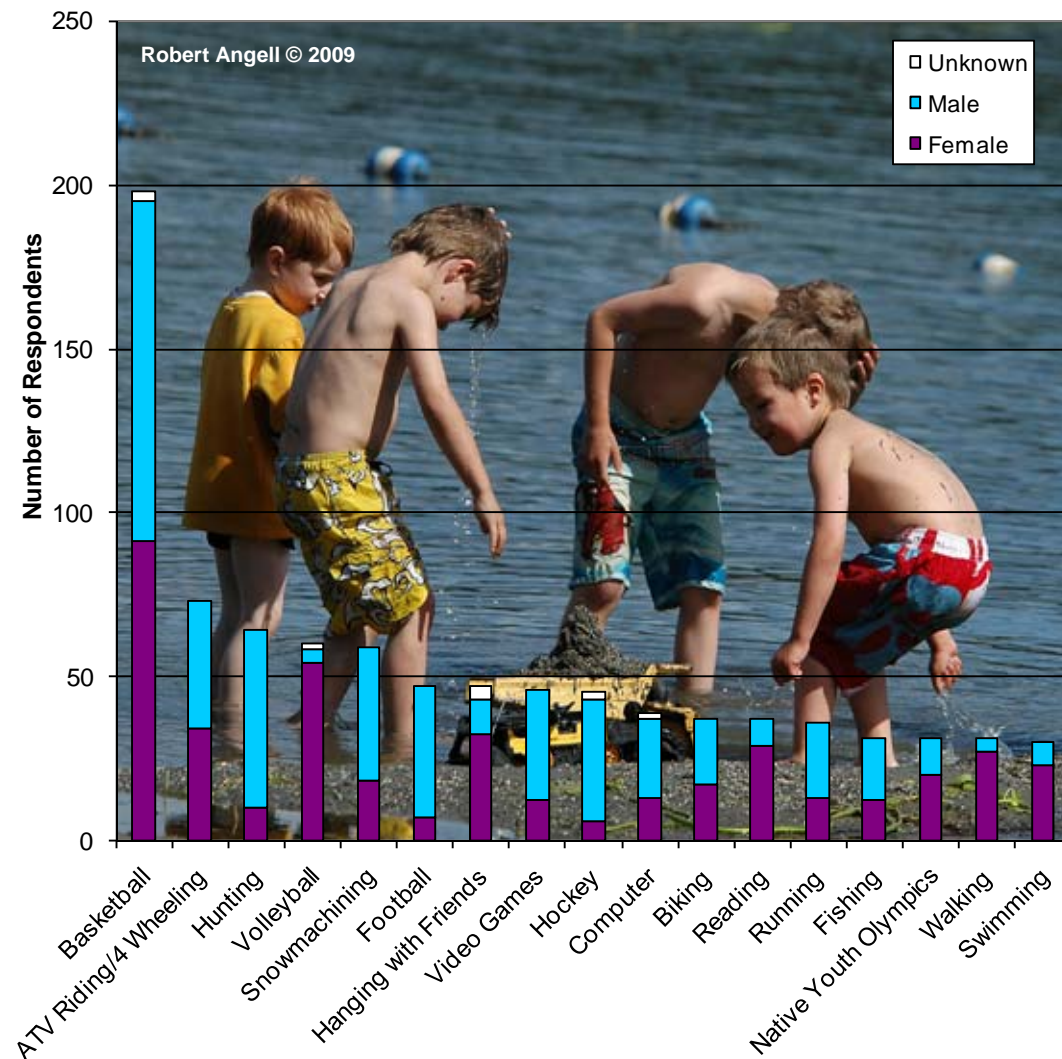 250
Robert Angell © 2009
Unknown
Male
Female
200
150
100
50
0
Number of Respondents
Basketball
ATV Riding/4 Wheeling
Hunting
Volleyball
Snowmachining
Football
Hanging with Friends
Video Games
Hockey
Computer
Biking
Reading
Running
Fishing
Native Youth Olympics
Walking
Swimming